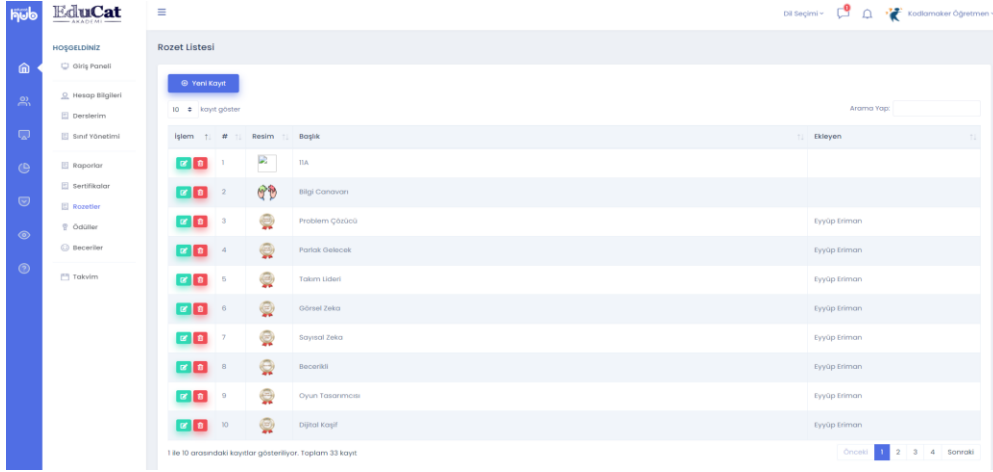 hub
EduCat
AKADEMİ
Dil Seçimi
Kodlamaker Öğretmen
HOŞGELDİNİZ
Giriş Paneli
Hesap Bilgileri
Derslerim
Sınıf Yönetimi
Raporlar
Sertifikalar
Rozetler
Ödüller
Beceriler
Takvim
Rozet Listesi
Yeni Kayıt
10 kayıt göster
Arama Yap:
İşlem # Resim Başlık Ekleyen
1 11A
2 Bilgi Canavarı
3 Problem Çözücü Eyyüp Eriman
4 Parlak Gelecek Eyyüp Eriman
5 Takım Lideri Eyyüp Eriman
6 Görsel Zeka Eyyüp Eriman
7 Sayısal Zeka Eyyüp Eriman
8 Becerikli Eyyüp Eriman
9 Oyun Tasarımcısı Eyyüp Eriman
10 Dijital Kaşif Eyyüp Eriman
1 ile 10 arasındaki kayıtlar gösteriliyor. Toplam 33 kayıt
Önceki 1 2 3 4 Sonraki